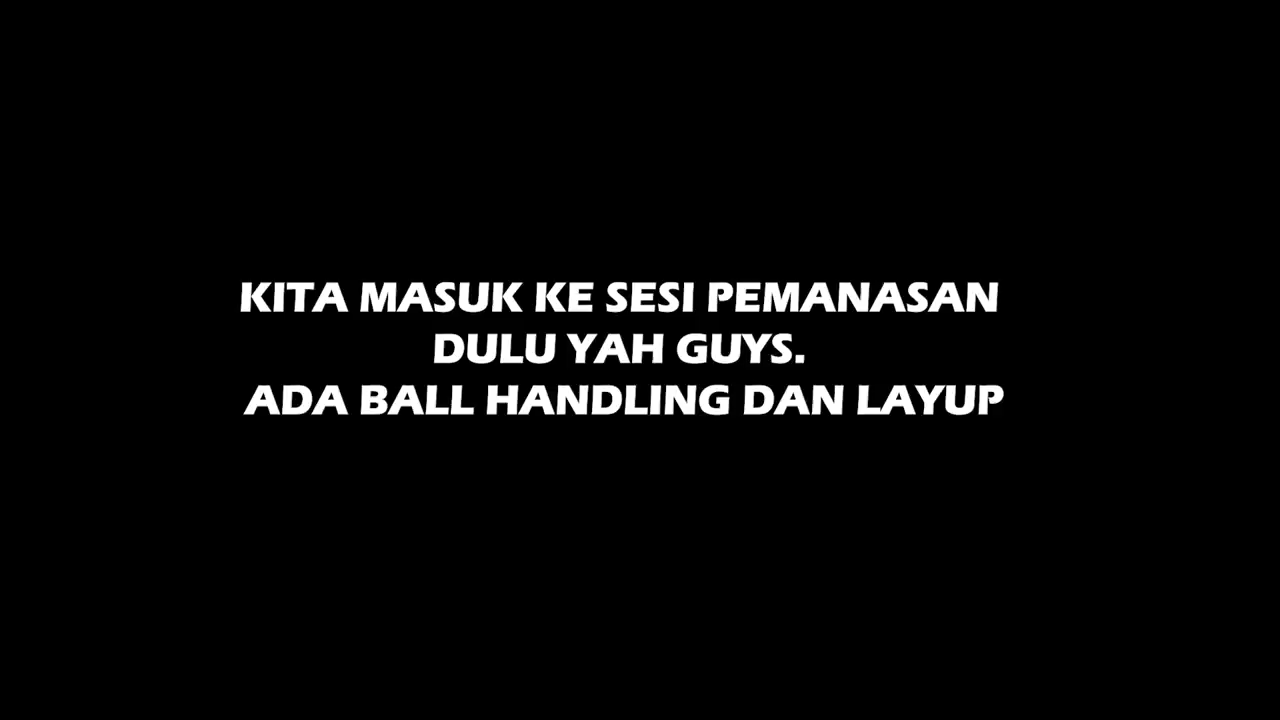 KITA MASUK KE SESI PEMANASAN
DULU YAH GUYS.
ADA BALL HANDLING DAN LAYUP